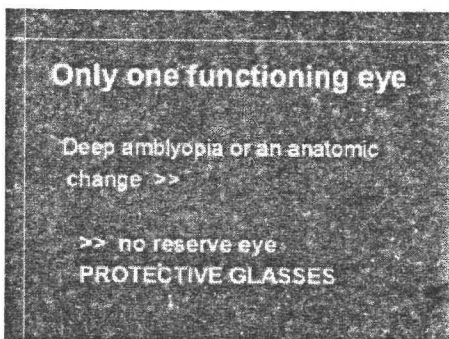 Only one functioning eye
Deep amblyopia or an anatomic
change >>
>> no reserve eye
PROTECTIVE GLASSES